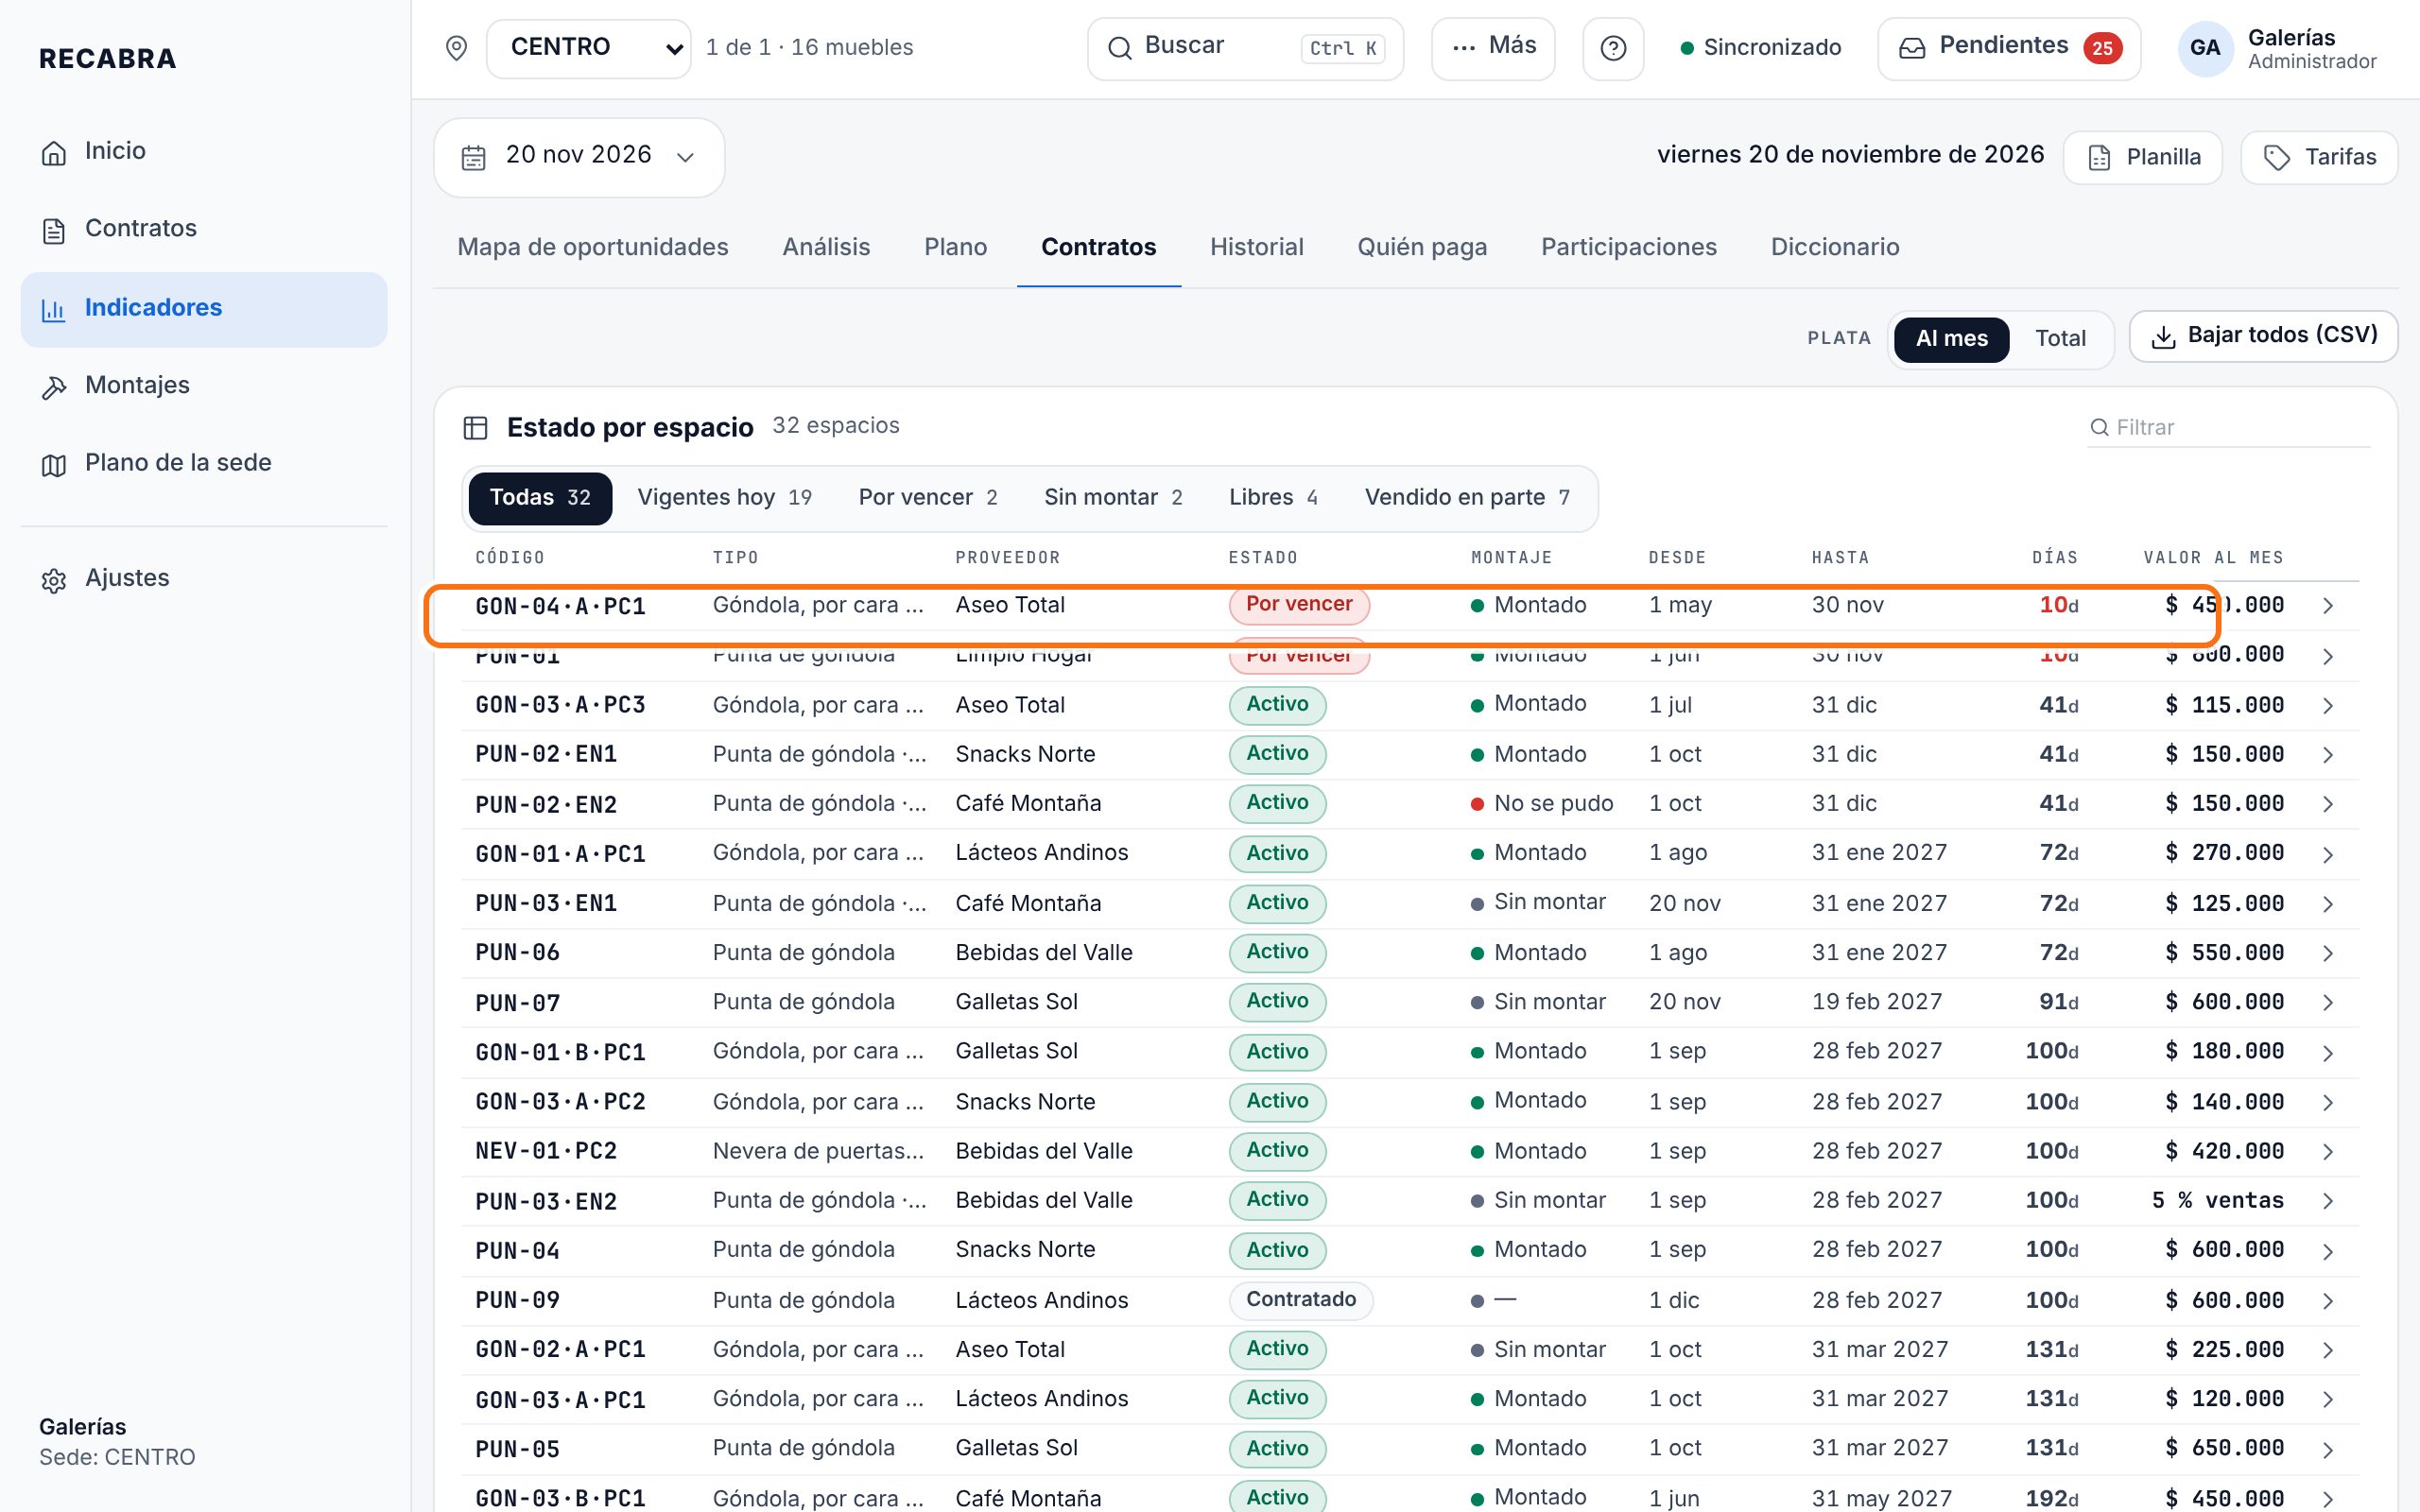 RECABRA
CENTRO
1 de 1 · 16 muebles
Buscar Ctrl K
Más
Sincronizado
Pendientes 25
GA
Galerías
Administrador
Inicio
Contratos
Indicadores
Montajes
Plano de la sede
Ajustes
20 nov 2026
viernes 20 de noviembre de 2026
Planilla
Tarifas
Mapa de oportunidades Análisis Plano Contratos Historial Quién paga Participaciones Diccionario
PLATA Al mes Total
Bajar todos (CSV)
Estado por espacio 32 espacios
Filtrar
Todas 32 Vigentes hoy 19 Por vencer 2 Sin montar 2 Libres 4 Vendido en parte 7
CÓDIGO TIPO PROVEEDOR ESTADO MONTAJE DESDE HASTA DÍAS VALOR AL MES
GON-04·A·PC1 Góndola, por cara ... Aseo Total Por vencer Montado 1 may 30 nov 10d $ 450.000
PUN-01 Punta de góndola Limpio Hogar Por vencer Montado 1 jun 30 nov 10d $ 600.000
GON-03·A·PC3 Góndola, por cara ... Aseo Total Activo Montado 1 jul 31 dic 41d $ 115.000
PUN-02·EN1 Punta de góndola ·... Snacks Norte Activo Montado 1 oct 31 dic 41d $ 150.000
PUN-02·EN2 Punta de góndola ·... Café Montaña Activo No se pudo 1 oct 31 dic 41d $ 150.000
GON-01·A·PC1 Góndola, por cara ... Lácteos Andinos Activo Montado 1 ago 31 ene 2027 72d $ 270.000
PUN-03·EN1 Punta de góndola ·... Café Montaña Activo Sin montar 20 nov 31 ene 2027 72d $ 125.000
PUN-06 Punta de góndola Bebidas del Valle Activo Montado 1 ago 31 ene 2027 72d $ 550.000
PUN-07 Punta de góndola Galletas Sol Activo Sin montar 20 nov 19 feb 2027 91d $ 600.000
GON-01·B·PC1 Góndola, por cara ... Galletas Sol Activo Montado 1 sep 28 feb 2027 100d $ 180.000
GON-03·A·PC2 Góndola, por cara ... Snacks Norte Activo Montado 1 sep 28 feb 2027 100d $ 140.000
NEV-01·PC2 Nevera de puertas... Bebidas del Valle Activo Montado 1 sep 28 feb 2027 100d $ 420.000
PUN-03·EN2 Punta de góndola ·... Bebidas del Valle Activo Sin montar 1 sep 28 feb 2027 100d 5 % ventas
PUN-04 Punta de góndola Snacks Norte Activo Montado 1 sep 28 feb 2027 100d $ 600.000
PUN-09 Punta de góndola Lácteos Andinos Contratado — 1 dic 28 feb 2027 100d $ 600.000
GON-02·A·PC1 Góndola, por cara ... Aseo Total Activo Sin montar 1 oct 31 mar 2027 131d $ 225.000
GON-03·A·PC1 Góndola, por cara ... Lácteos Andinos Activo Montado 1 oct 31 mar 2027 131d $ 120.000
PUN-05 Punta de góndola Galletas Sol Activo Montado 1 oct 31 mar 2027 131d $ 650.000
GON-03·B·PC1 Góndola, por cara ... Café Montaña Activo Montado 1 jun 31 may 2027 192d $ 450.000
Galerías
Sede: CENTRO